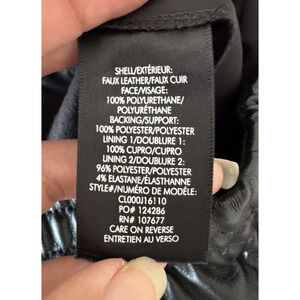 SHELL/EXTÉRIEUR:
FAUX LEATHER/FAUX CUIR
FACE/VISAGE:
100% POLYURETHANE/
POLYURÉTHANE
BACKING/SUPPORT:
100% POLYESTER/POLYESTER
LINING 1/DOUBLURE 1:
100% CUPRO/CUPRO
LINING 2/DOUBLURE 2:
96% POLYESTER/POLYESTER
4% ELASTANE/ÉLASTHANNE
STYLE#/NUMÉRO DE MODÈLE:
CL000J16110
PO# 124286
RN# 107677
CARE ON REVERSE
ENTRETIEN AU VERSO